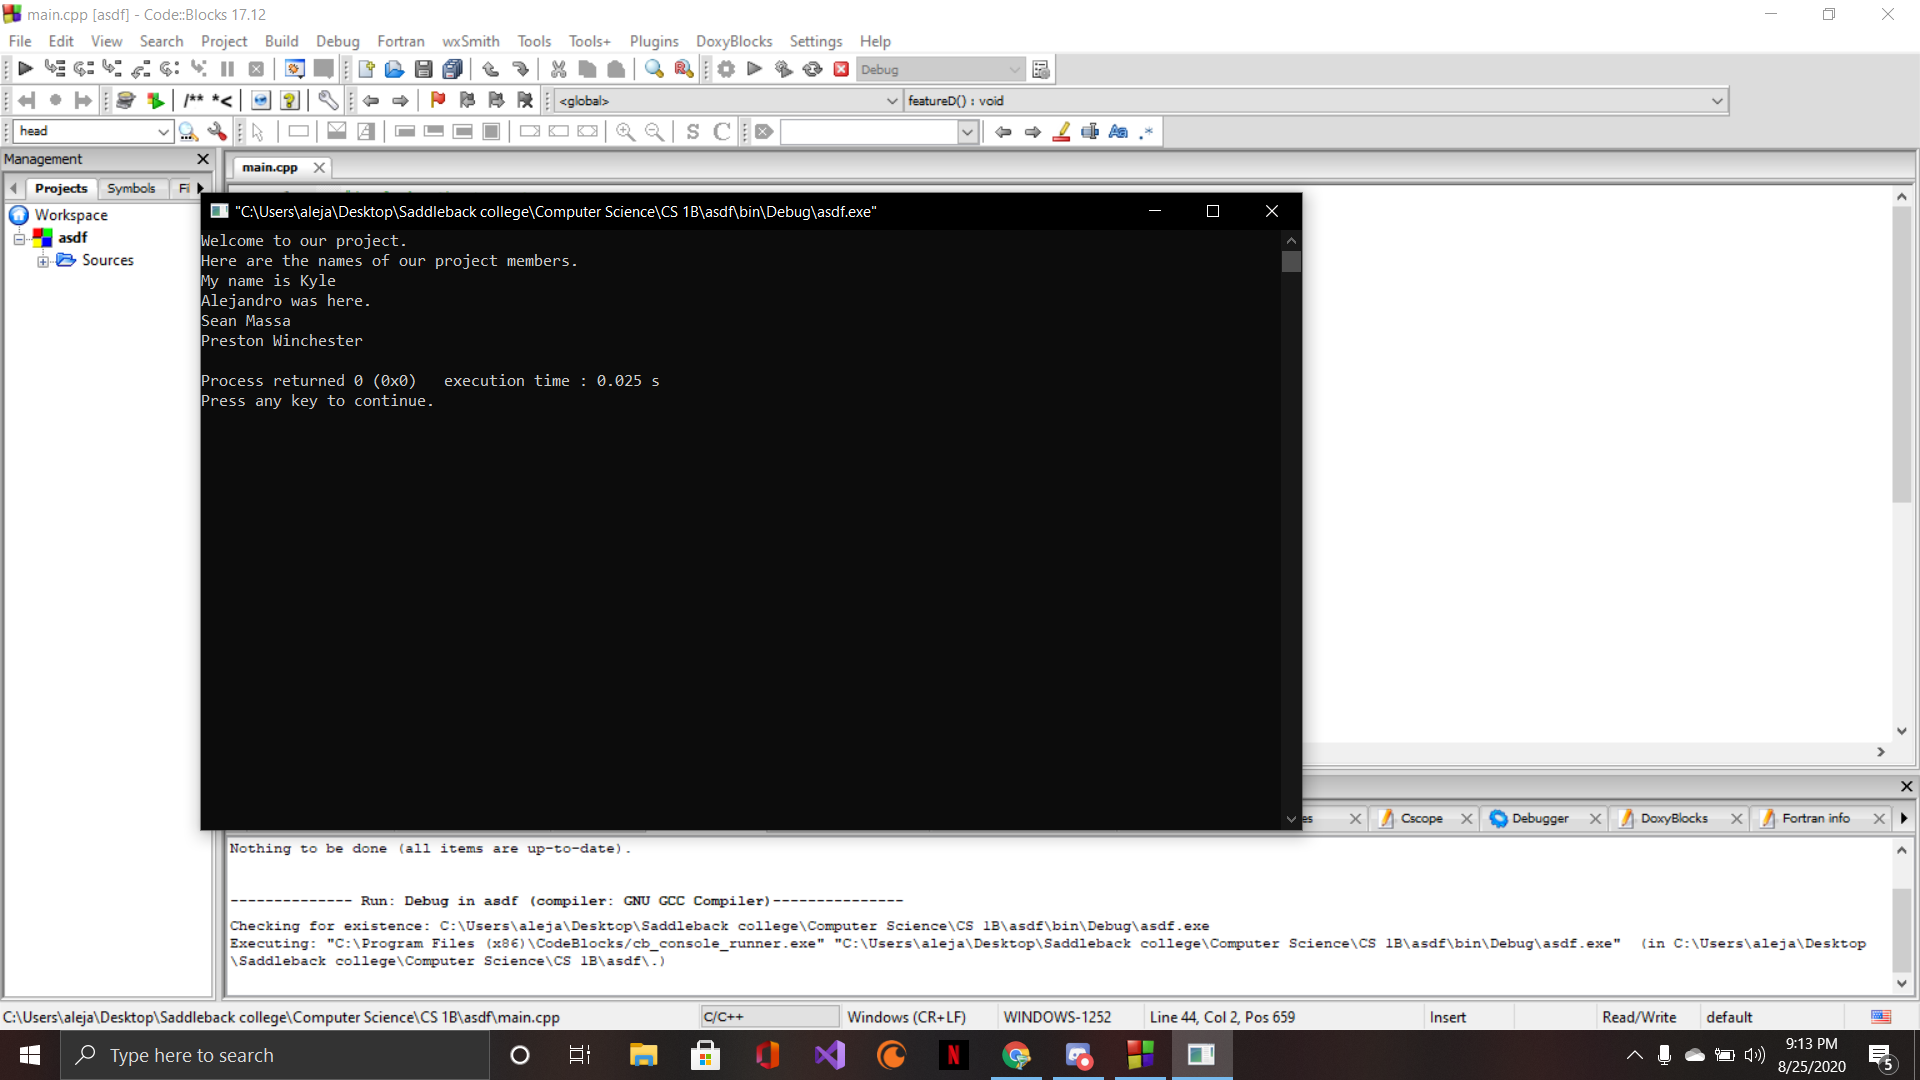 main.cpp [asdf] - Code::Blocks 17.12
File Edit View Search Project Build Debug Fortran wxSmith Tools Tools+ Plugins DoxyBlocks Settings Help
Debug
/** *< <global> featureD() : void
head S C Aa .*
Management
main.cpp
Projects Symbols Fi
Workspace
asdf
Sources
"C:\Users\aleja\Desktop\Saddleback college\Computer Science\CS 1B\asdf\bin\Debug\asdf.exe"
Welcome to our project.
Here are the names of our project members.
My name is Kyle
Alejandro was here.
Sean Massa
Preston Winchester
Process returned 0 (0x0)   execution time : 0.025 s
Press any key to continue.
es Cscope Debugger DoxyBlocks Fortran info
Nothing to be done (all items are up-to-date).
-------------- Run: Debug in asdf (compiler: GNU GCC Compiler)---------------
Checking for existence: C:\Users\aleja\Desktop\Saddleback college\Computer Science\CS 1B\asdf\bin\Debug\asdf.exe
Executing: "C:\Program Files (x86)\CodeBlocks/cb_console_runner.exe" "C:\Users\aleja\Desktop\Saddleback college\Computer Science\CS 1B\asdf\bin\Debug\asdf.exe"  (in C:\Users\aleja\Desktop
\Saddleback college\Computer Science\CS 1B\asdf\.)
C:\Users\aleja\Desktop\Saddleback college\Computer Science\CS 1B\asdf\main.cpp C/C++ Windows (CR+LF) WINDOWS-1252 Line 44, Col 2, Pos 659 Insert Read/Write default
Type here to search
9:13 PM
8/25/2020
5